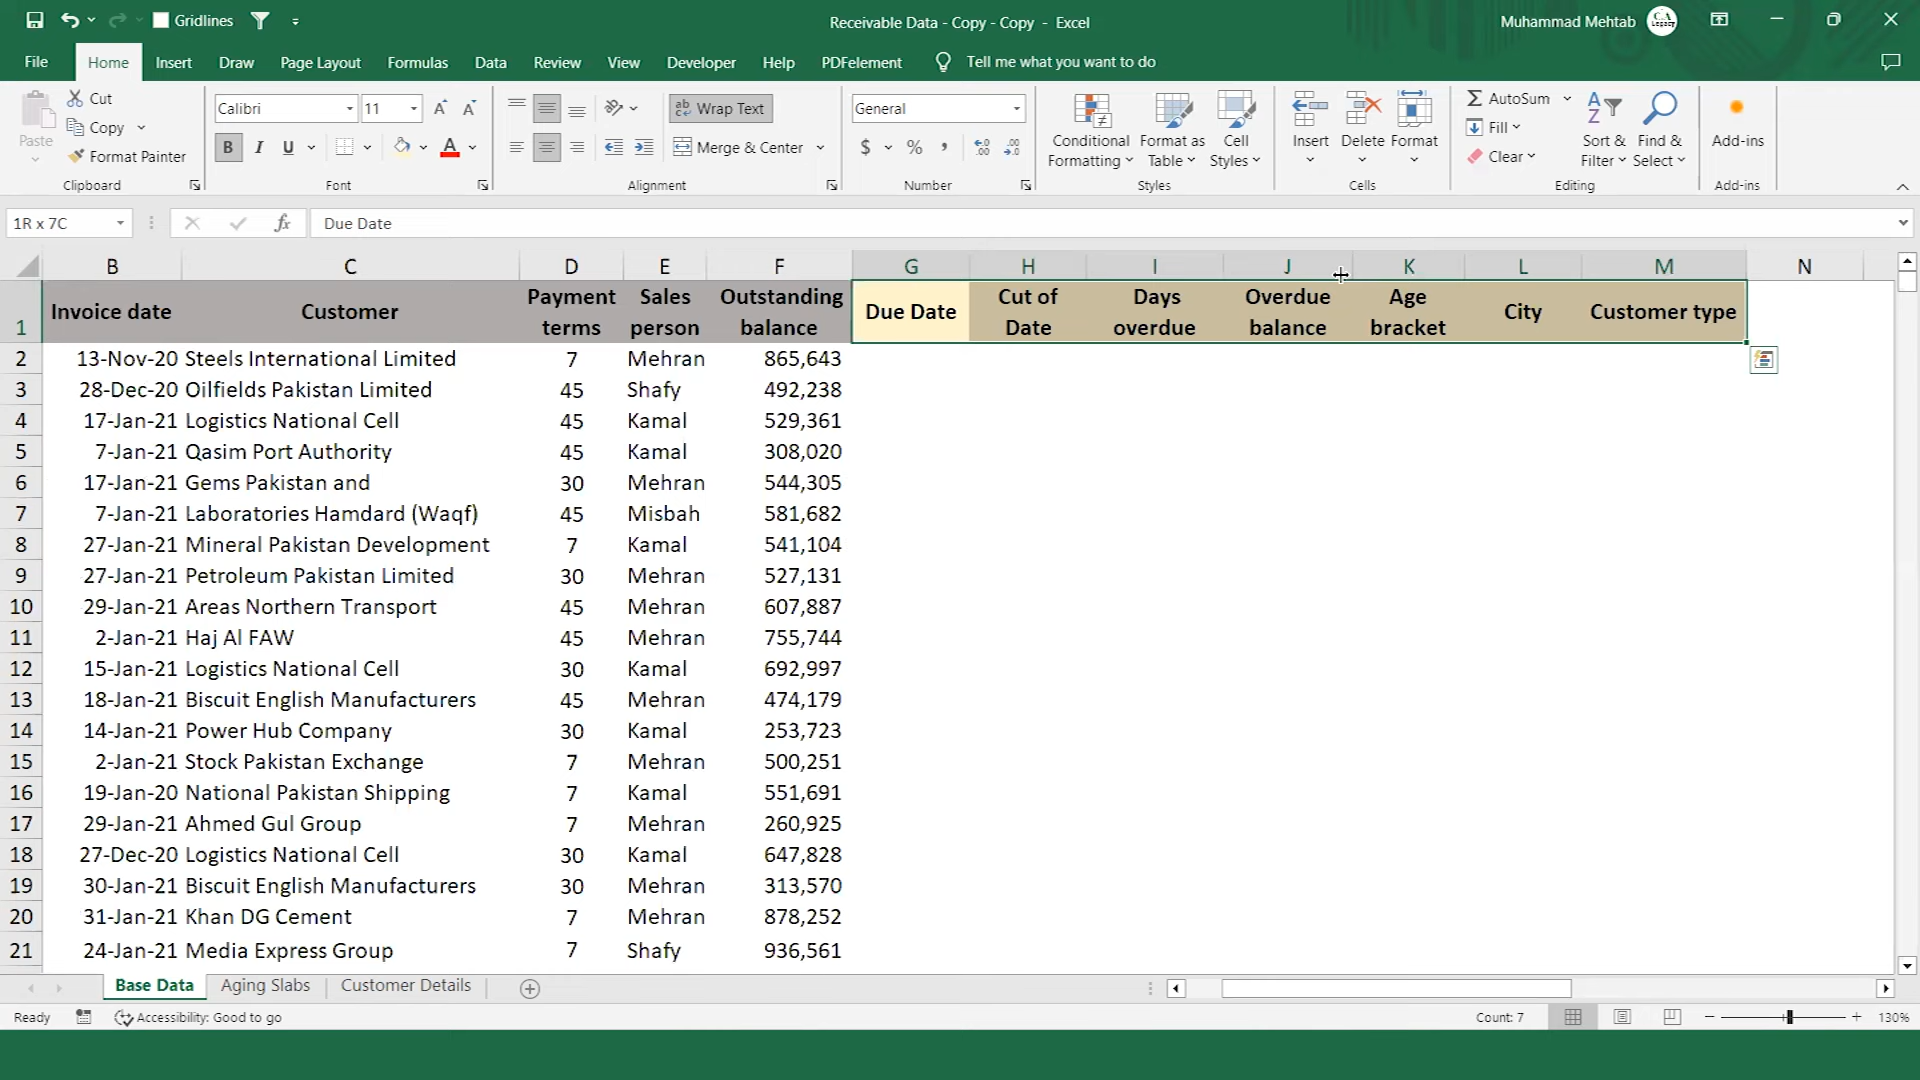 Gridlines
Receivable Data - Copy - Copy - Excel
Muhammad Mehtab
File Home Insert Draw Page Layout Formulas Data Review View Developer Help PDFelement Tell me what you want to do
Paste
Cut
Copy
Format Painter
Clipboard
Calibri 11
B I U A
Font
Wrap Text
Merge & Center
Alignment
General
$ % ,
Number
Conditional Formatting
Format as Table
Cell Styles
Styles
Insert
Delete
Format
Cells
AutoSum
Fill
Clear
Sort & Filter
Find & Select
Editing
Add-ins
Add-ins
1R x 7C fx Due Date
B C D E F G H I J K L M N
1 Invoice date Customer Payment terms Sales person Outstanding balance Due Date Cut of Date Days overdue Overdue balance Age bracket City Customer type
2 13-Nov-20 Steels International Limited 7 Mehran 865,643
3 28-Dec-20 Oilfields Pakistan Limited 45 Shafy 492,238
4 17-Jan-21 Logistics National Cell 45 Kamal 529,361
5 7-Jan-21 Qasim Port Authority 45 Kamal 308,020
6 17-Jan-21 Gems Pakistan and 30 Mehran 544,305
7 7-Jan-21 Laboratories Hamdard (Waqf) 45 Misbah 581,682
8 27-Jan-21 Mineral Pakistan Development 7 Kamal 541,104
9 27-Jan-21 Petroleum Pakistan Limited 30 Mehran 527,131
10 29-Jan-21 Areas Northern Transport 45 Mehran 607,887
11 2-Jan-21 Haj Al FAW 45 Mehran 755,744
12 15-Jan-21 Logistics National Cell 30 Kamal 692,997
13 18-Jan-21 Biscuit English Manufacturers 45 Mehran 474,179
14 14-Jan-21 Power Hub Company 30 Kamal 253,723
15 2-Jan-21 Stock Pakistan Exchange 7 Mehran 500,251
16 19-Jan-20 National Pakistan Shipping 7 Kamal 551,691
17 29-Jan-21 Ahmed Gul Group 7 Mehran 260,925
18 27-Dec-20 Logistics National Cell 30 Kamal 647,828
19 30-Jan-21 Biscuit English Manufacturers 30 Mehran 313,570
20 31-Jan-21 Khan DG Cement 7 Mehran 878,252
21 24-Jan-21 Media Express Group 7 Shafy 936,561
Base Data Aging Slabs Customer Details
Ready Accessibility: Good to go Count: 7 130%